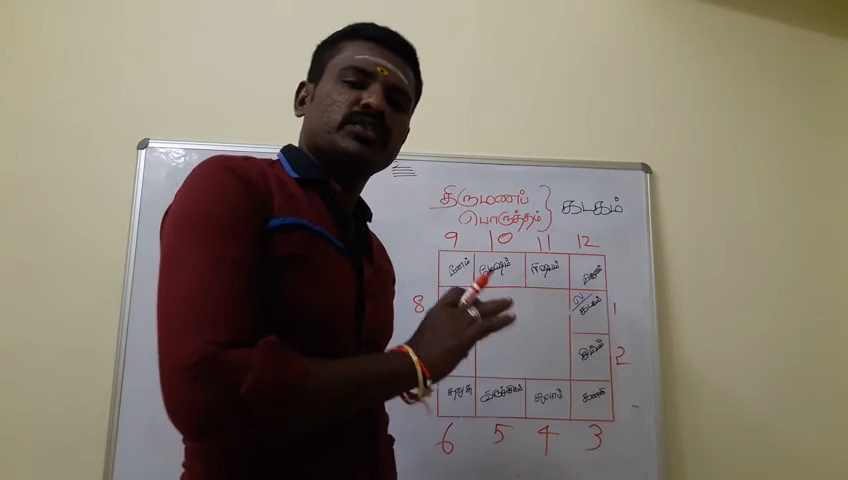 திருமணப்
பொருத்தம்
கடகம்
9 10 11 12
மீனம் மேஷம் ரிஷபம் மிதுனம்
8
ல
கடகம் 1
சிம்மம் 2
தனுசு விருச்சிகம் துலாம் கன்னி
6 5 4 3